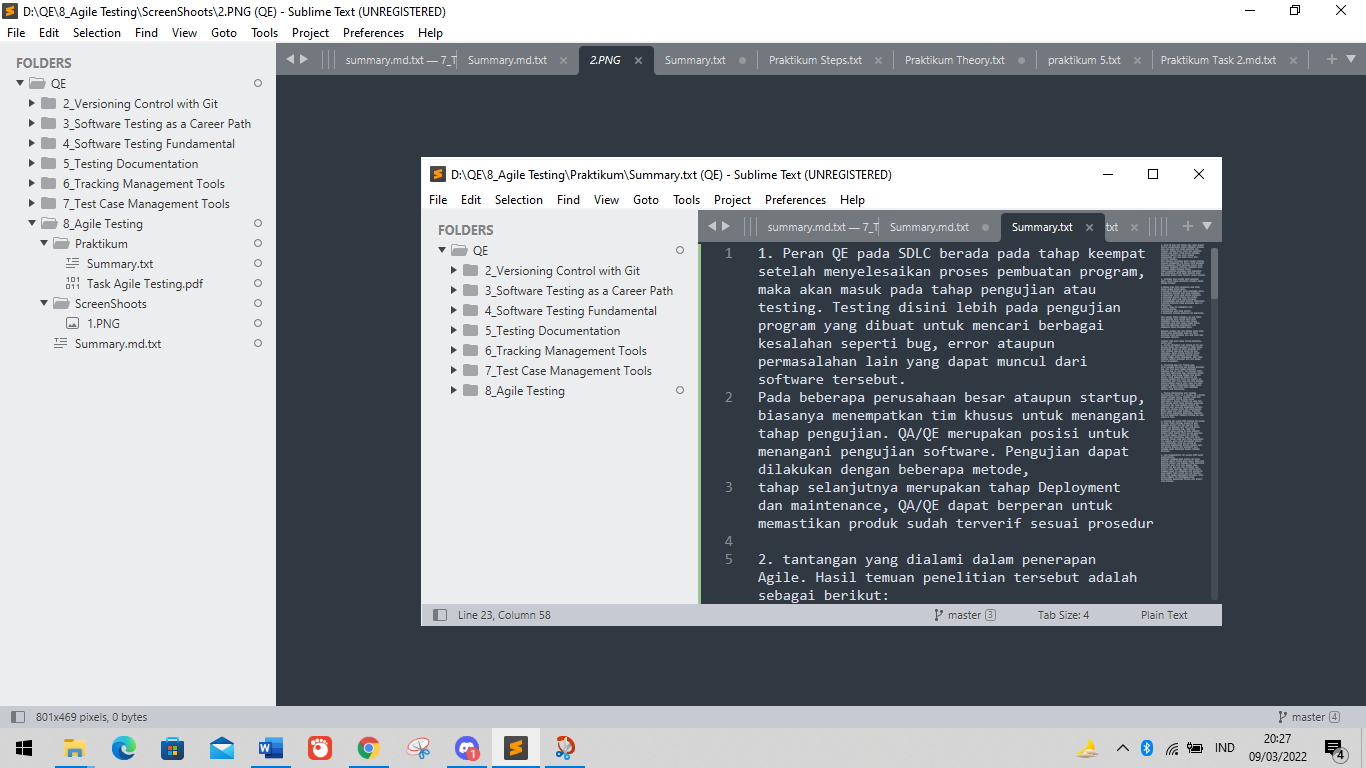 D:\QE\8_Agile Testing\ScreenShoots\2.PNG (QE) - Sublime Text (UNREGISTERED)
File Edit Selection Find View Goto Tools Project Preferences Help
FOLDERS
QE
2_Versioning Control with Git
3_Software Testing as a Career Path
4_Software Testing Fundamental
5_Testing Documentation
6_Tracking Management Tools
7_Test Case Management Tools
8_Agile Testing
Praktikum
Summary.txt
Task Agile Testing.pdf
ScreenShoots
1.PNG
Summary.md.txt
summary.md.txt — 7_T Summary.md.txt 2.PNG Summary.txt Praktikum Steps.txt Praktikum Theory.txt praktikum 5.txt Praktikum Task 2.md.txt
D:\QE\8_Agile Testing\Praktikum\Summary.txt (QE) - Sublime Text (UNREGISTERED)
File Edit Selection Find View Goto Tools Project Preferences Help
FOLDERS
QE
2_Versioning Control with Git
3_Software Testing as a Career Path
4_Software Testing Fundamental
5_Testing Documentation
6_Tracking Management Tools
7_Test Case Management Tools
8_Agile Testing
summary.md.txt — 7_T Summary.md.txt Summary.txt txt
1 1. Peran QE pada SDLC berada pada tahap keempat
setelah menyelesaikan proses pembuatan program,
maka akan masuk pada tahap pengujian atau
testing. Testing disini lebih pada pengujian
program yang dibuat untuk mencari berbagai
kesalahan seperti bug, error ataupun
permasalahan lain yang dapat muncul dari
software tersebut.
2 Pada beberapa perusahaan besar ataupun startup,
biasanya menempatkan tim khusus untuk menangani
tahap pengujian. QA/QE merupakan posisi untuk
menangani pengujian software. Pengujian dapat
dilakukan dengan beberapa metode,
3 tahap selanjutnya merupakan tahap Deployment
dan maintenance, QA/QE dapat berperan untuk
memastikan produk sudah terverif sesuai prosedur
4
5 2. tantangan yang dialami dalam penerapan
Agile. Hasil temuan penelitian tersebut adalah
sebagai berikut:
Line 23, Column 58 master 3 Tab Size: 4 Plain Text
801x469 pixels, 0 bytes master 4
IND
20:27
09/03/2022
4
1